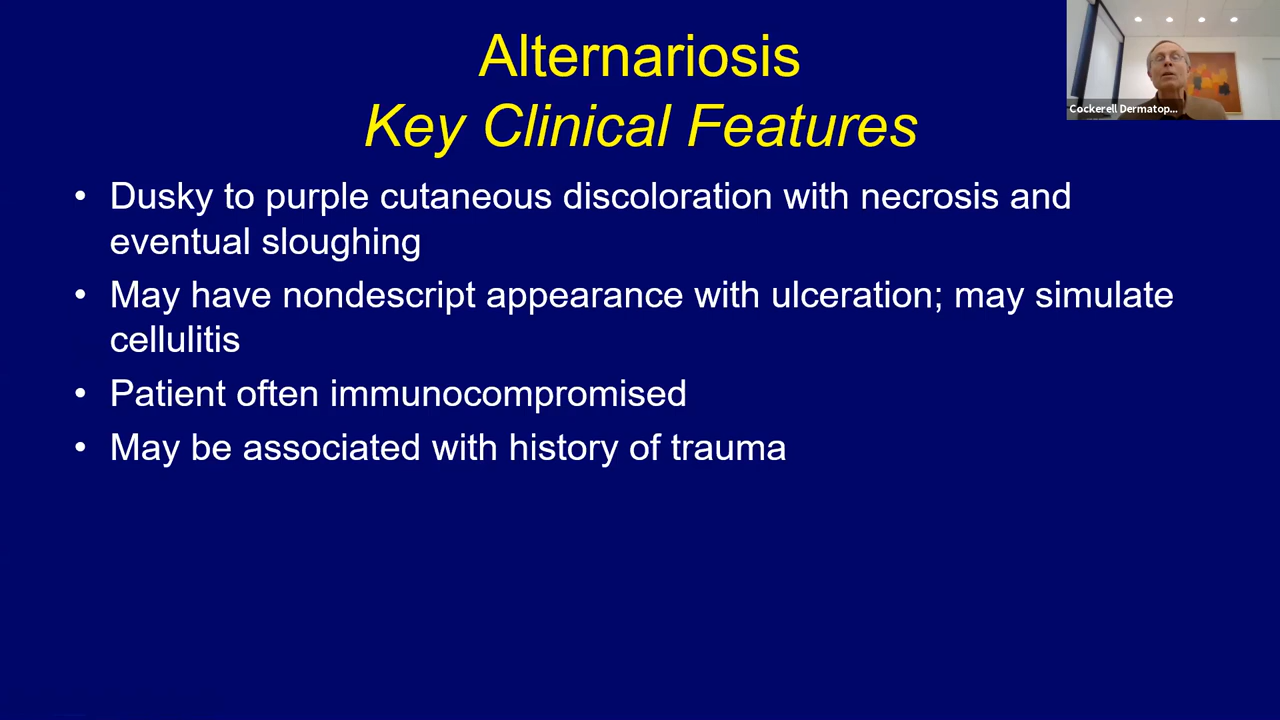 Alternariosis
Key Clinical Features
Cockerell Dermatop...
• Dusky to purple cutaneous discoloration with necrosis and
eventual sloughing
• May have nondescript appearance with ulceration; may simulate
cellulitis
• Patient often immunocompromised
• May be associated with history of trauma